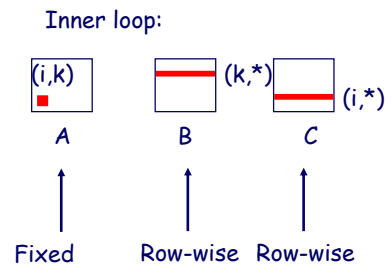 Inner loop:
(i,k) (k,*)
(i,*)
A B C
Fixed Row-wise Row-wise